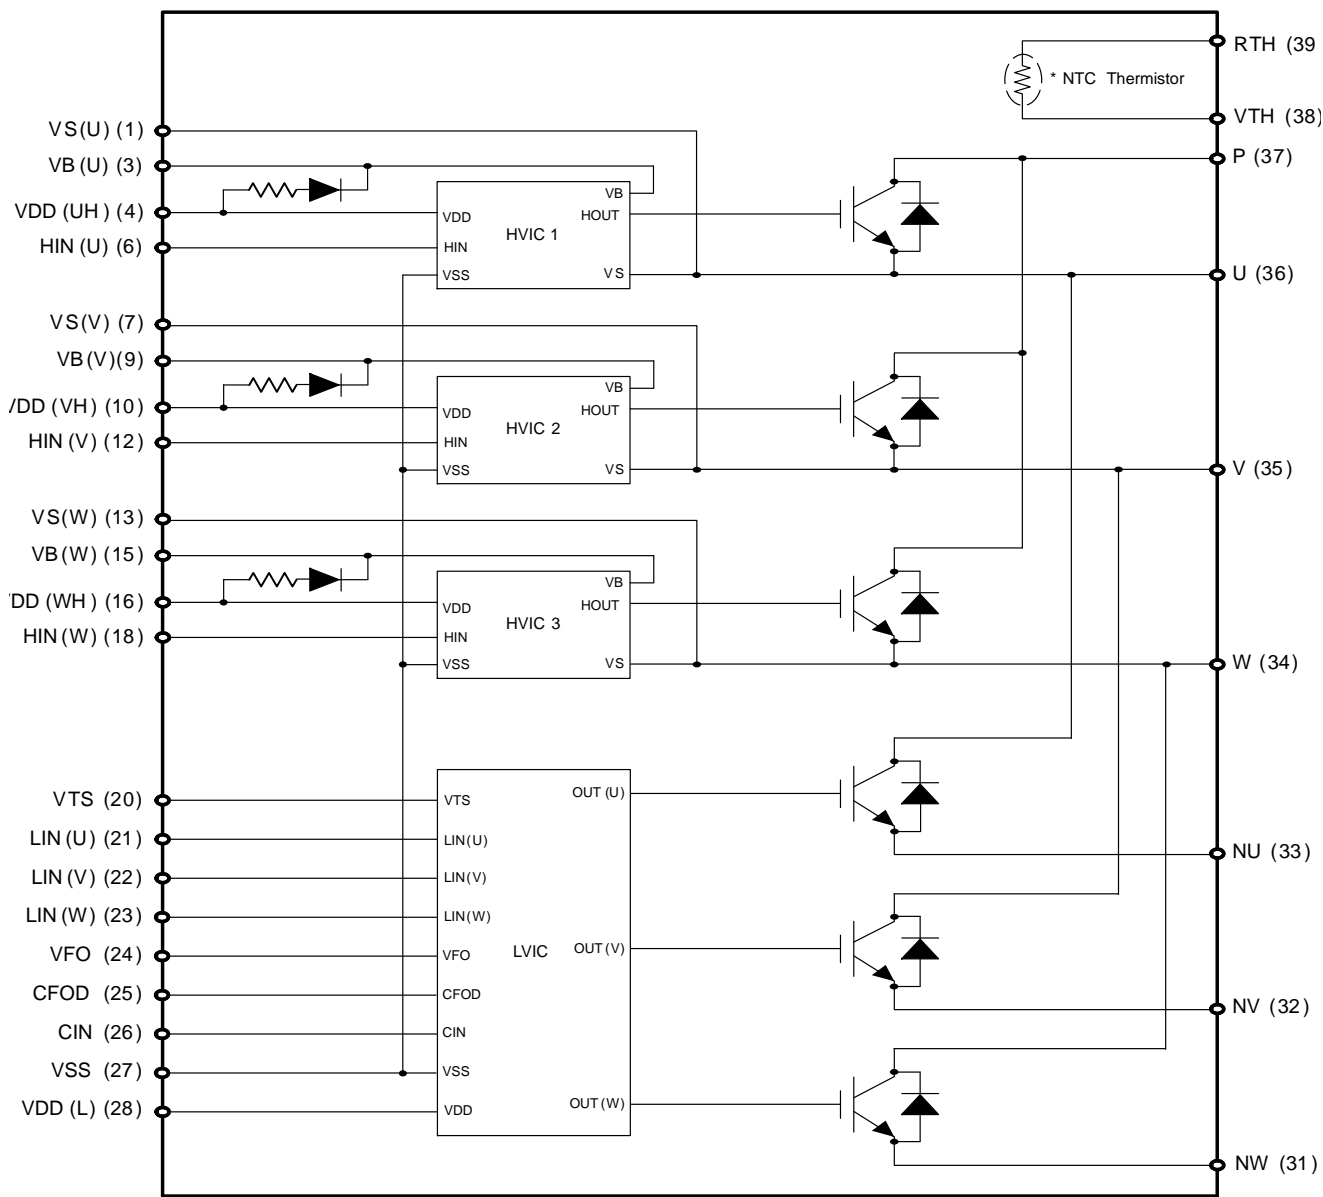 RTH (39
* NTC Thermistor
VTH (38)
P (37)
U (36)
V (35)
W (34)
NU (33)
NV (32)
NW (31)
VS(U) (1)
VB(U) (3)
VDD (UH) (4)
HIN(U) (6)
VS(V) (7)
VB(V)(9)
VDD (VH) (10)
HIN(V) (12)
VS(W) (13)
VB(W) (15)
DD (WH) (16)
HIN(W) (18)
VTS (20)
LIN(U) (21)
LIN(V) (22)
LIN(W) (23)
VFO (24)
CFOD (25)
CIN (26)
VSS (27)
VDD (L) (28)
VB
VDD
HOUT
HVIC 1
HIN
VSS
VS
VB
VDD
HOUT
HVIC 2
HIN
VSS
VS
VB
VDD
HOUT
HVIC 3
HIN
VSS
VS
VTS
OUT (U)
LIN(U)
LIN(V)
LIN(W)
VFO
LVIC
OUT (V)
CFOD
CIN
VSS
VDD
OUT (W)